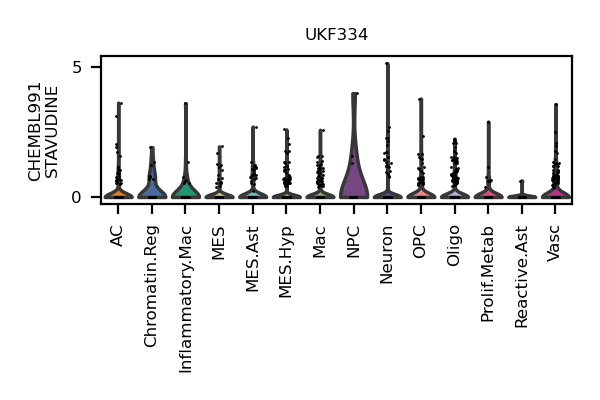 UKF334
CHEMBL991
STAVUDINE
5
0
AC
Chromatin.Reg
Inflammatory.Mac
MES
MES.Ast
MES.Hyp
Mac
NPC
Neuron
OPC
Oligo
Prolif.Metab
Reactive.Ast
Vasc